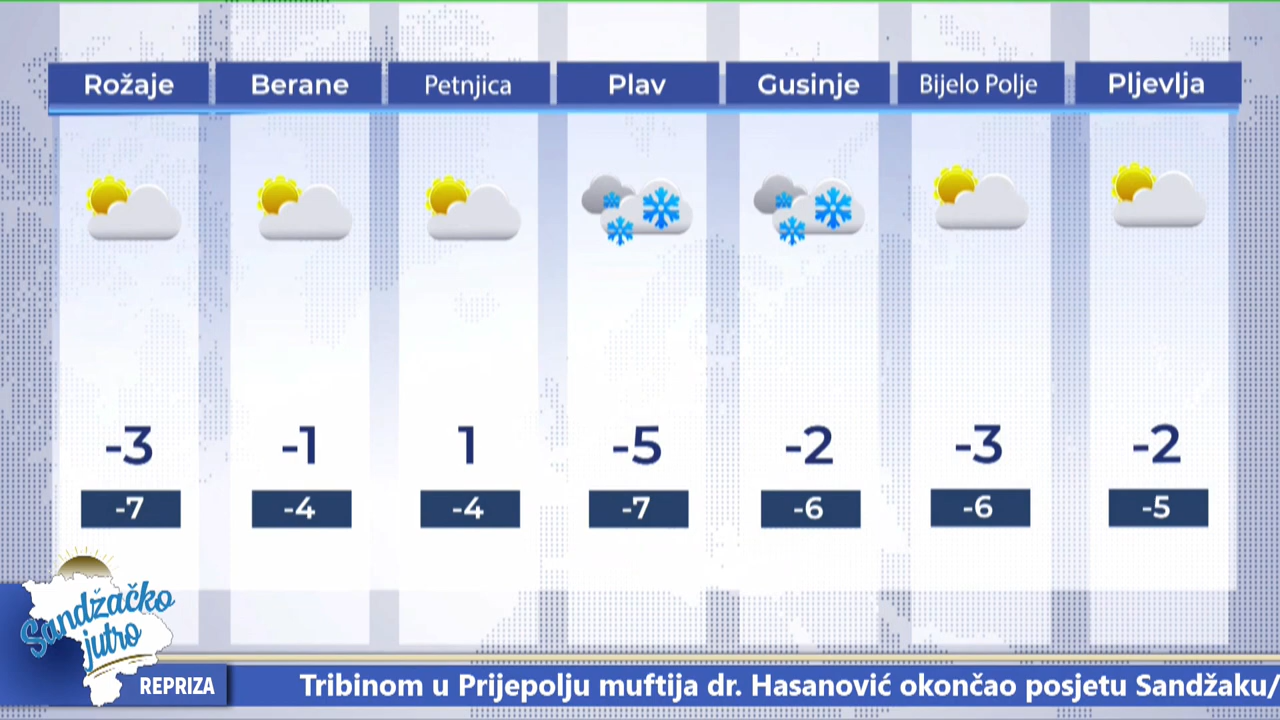 Rožaje Berane Petnjica Plav Gusinje Bijelo Polje Pljevlja
-3 -1 1 -5 -2 -3 -2
-7 -4 -4 -7 -6 -6 -5
Sandžačko
jutro
REPRIZA
Tribinom u Prijepolju muftija dr. Hasanović okončao posjetu Sandžaku/